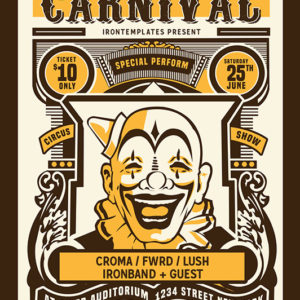 CARNIVAL
IRONTEMPLATES PRESENT
TICKET
$10
ONLY
SPECIAL PERFORM
SATURDAY
25TH
JUNE
CIRCUS
SHOW
CROMA / FWRD / LUSH
IRONBAND + GUEST
AUDITORIUM 1234 STREET